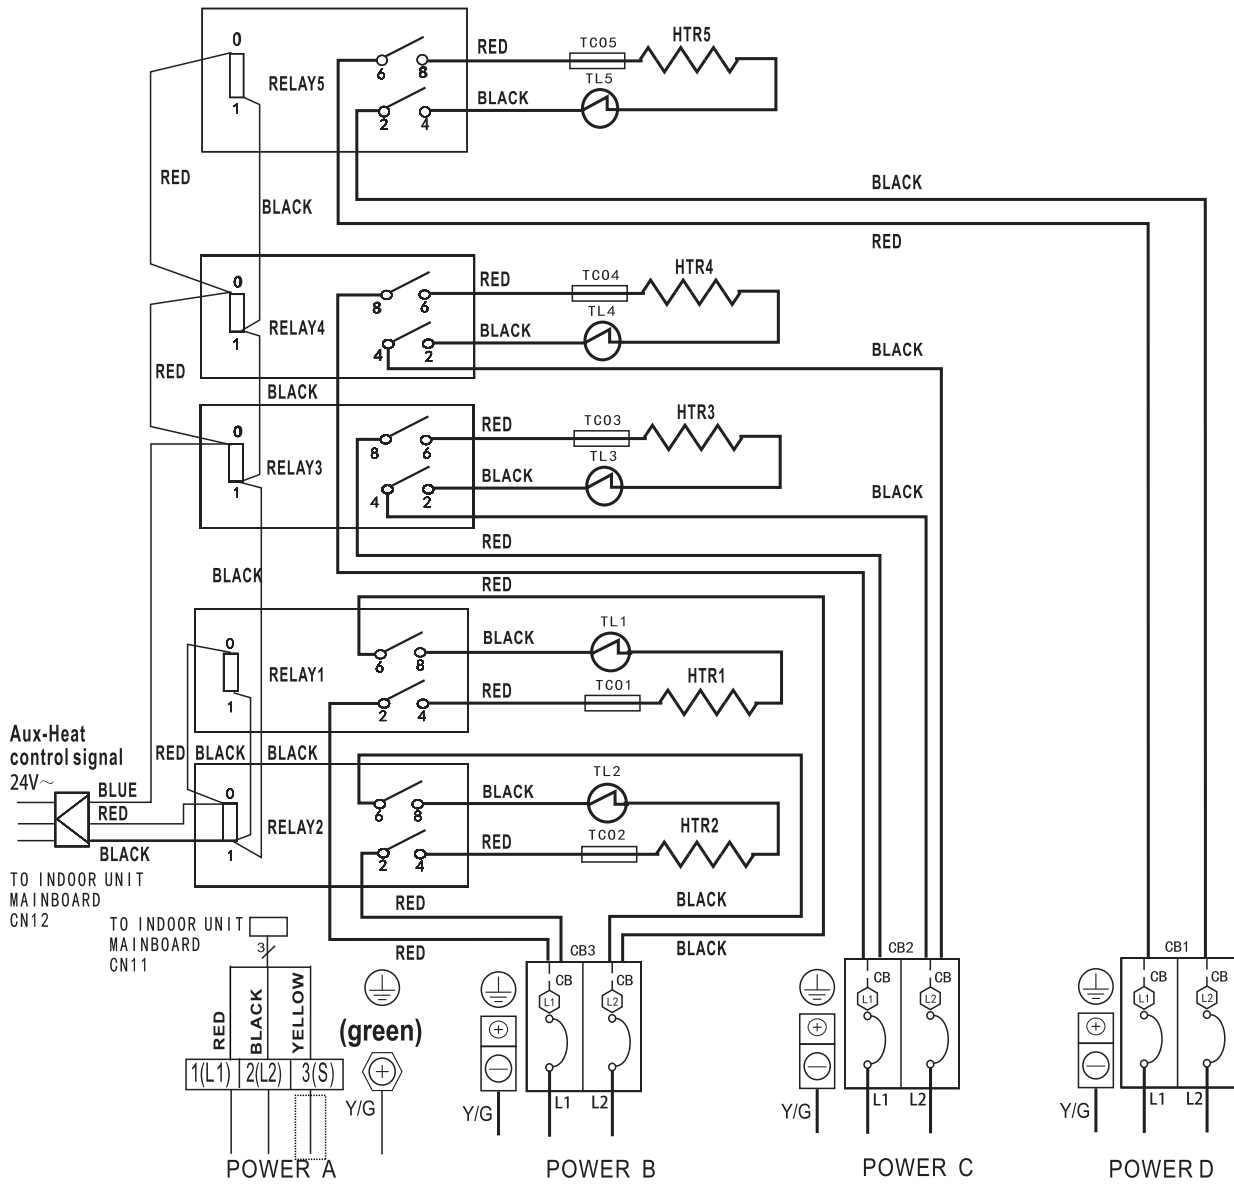 0
RELAY5
1
6
8
2
4
RED
TCO5
HTR5
BLACK
TL5
RED
BLACK
BLACK
RED
0
RELAY4
1
8
6
4
2
RED
TCO4
HTR4
BLACK
TL4
BLACK
RED
BLACK
0
RELAY3
1
8
6
4
2
RED
TCO3
HTR3
BLACK
TL3
BLACK
RED
BLACK
RED
0
RELAY1
1
6
8
2
4
BLACK
TL1
RED
TCO1
HTR1
Aux-Heat
control signal
24V~
BLUE
RED
BLACK
RED
BLACK
BLACK
0
RELAY2
1
6
8
2
4
BLACK
TL2
RED
TCO2
HTR2
TO INDOOR UNIT
MAINBOARD
CN12
RED
BLACK
RED
BLACK
TO INDOOR UNIT
MAINBOARD
CN11
3
RED
BLACK
YELLOW
1(L1)
2(L2)
3(S)
POWER A
(green)
Y/G
CB3
CB
CB
L1
L2
Y/G
L1
L2
POWER B
CB2
CB
CB
L1
L2
Y/G
L1
L2
POWER C
CB1
CB
CB
L1
L2
Y/G
L1
L2
POWER D